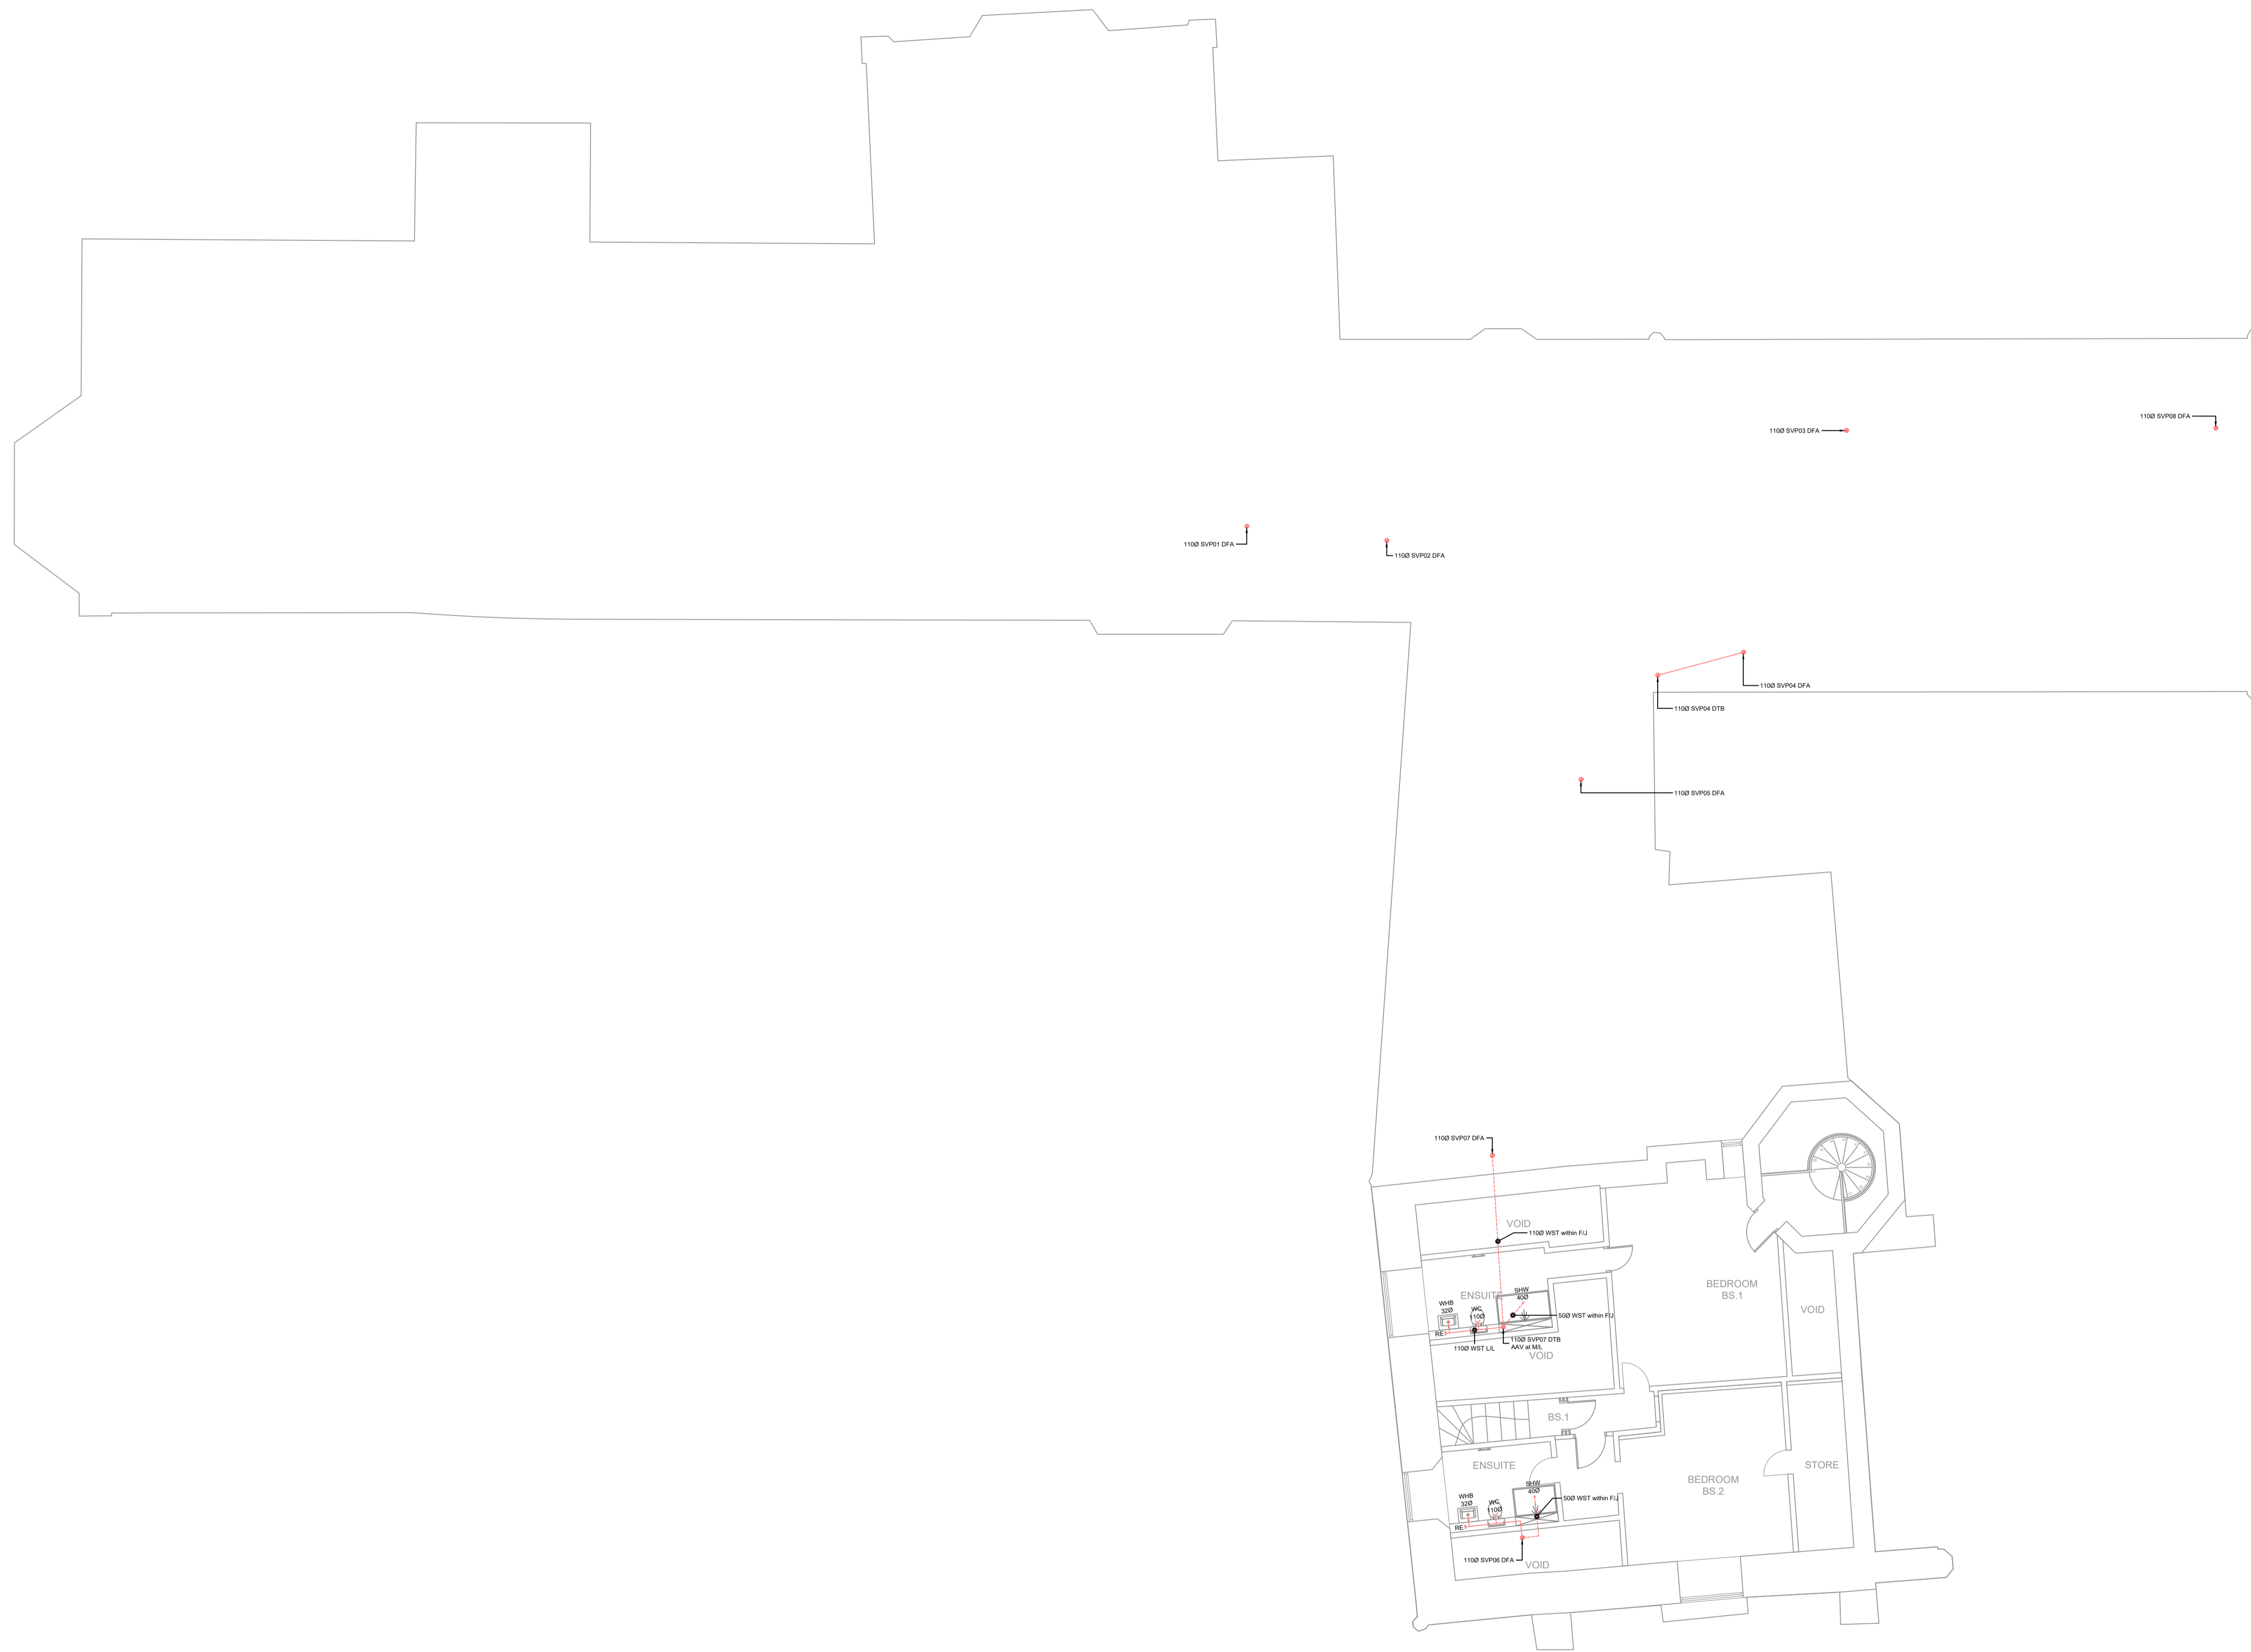 110Ø SVP08 DFA
110Ø SVP03 DFA
110Ø SVP01 DFA
110Ø SVP02 DFA
110Ø SVP04 DFA
110Ø SVP04 DTB
110Ø SVP05 DFA
110Ø SVP07 DFA
VOID
110Ø WST within F/J
BEDROOM
BS.1
ENSUITE
SHW
40Ø
WHB
32Ø
WC
110Ø
VOID
50Ø WST within F/J
RE
110Ø SVP07 DTB
AAV at M/L
110Ø WST L/L
VOID
BS.1
ENSUITE
STORE
BEDROOM
BS.2
SHW
40Ø
WHB
32Ø
WC
110Ø
50Ø WST within F/J
RE
110Ø SVP06 DFA
VOID